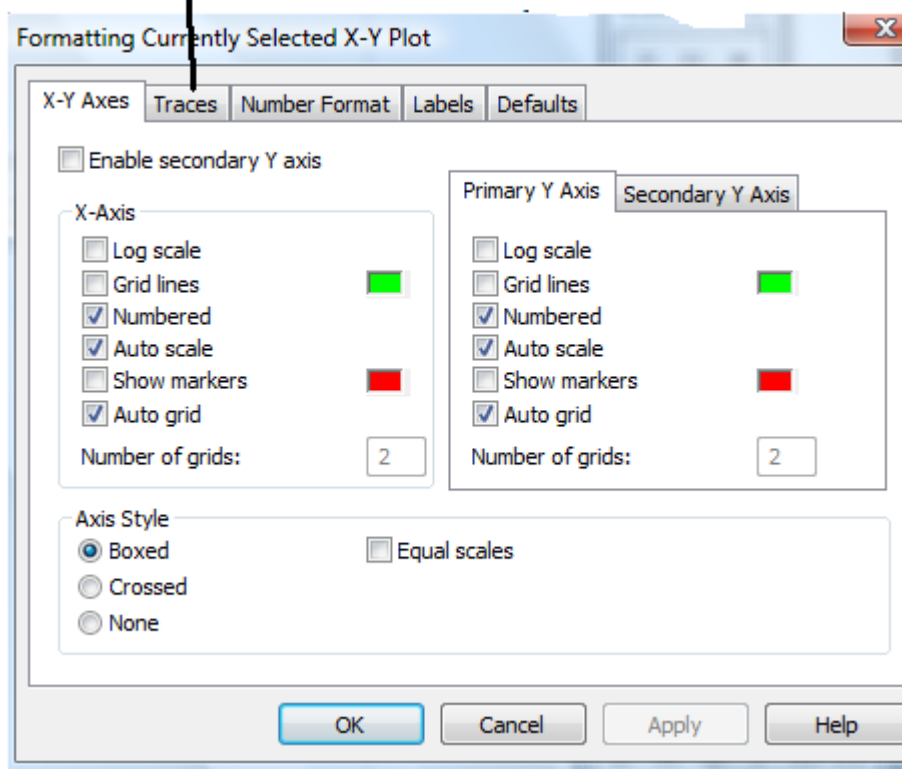 Formatting Currently Selected X-Y Plot
X-Y Axes Traces Number Format Labels Defaults
Enable secondary Y axis
X-Axis
Log scale
Grid lines
Numbered
Auto scale
Show markers
Auto grid
Number of grids: 2
Primary Y Axis Secondary Y Axis
Log scale
Grid lines
Numbered
Auto scale
Show markers
Auto grid
Number of grids: 2
Axis Style
Boxed
Equal scales
Crossed
None
OK Cancel Apply Help